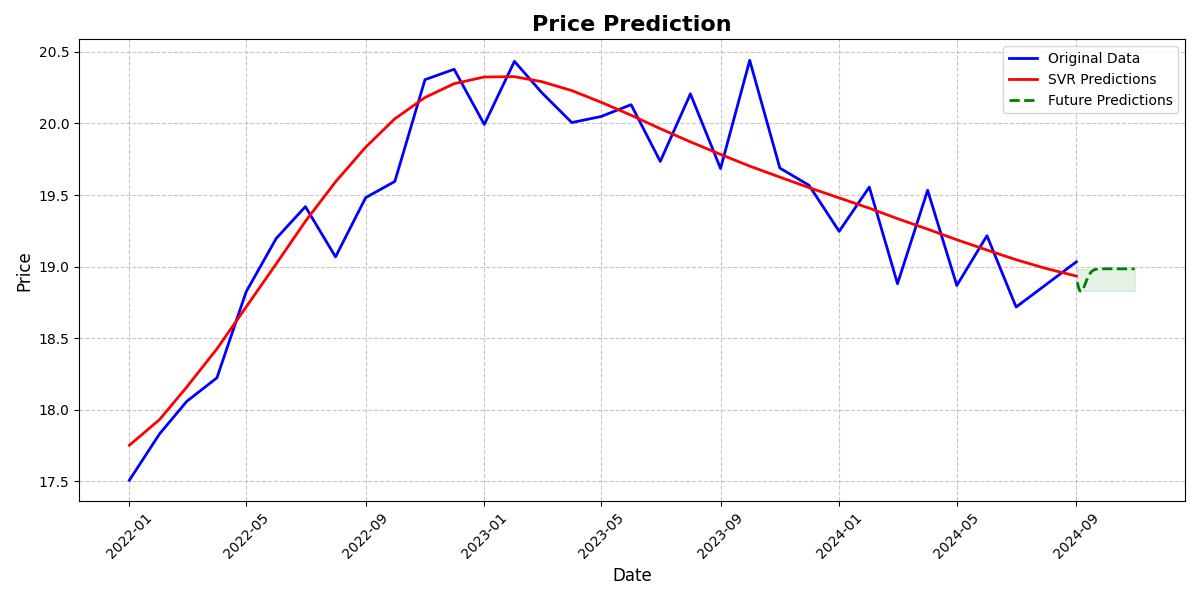 Price Prediction
Original Data
SVR Predictions
Future Predictions
Price
20.5
20.0
19.5
19.0
18.5
18.0
17.5
2022-01
2022-05
2022-09
2023-01
2023-05
2023-09
2024-01
2024-05
2024-09
Date